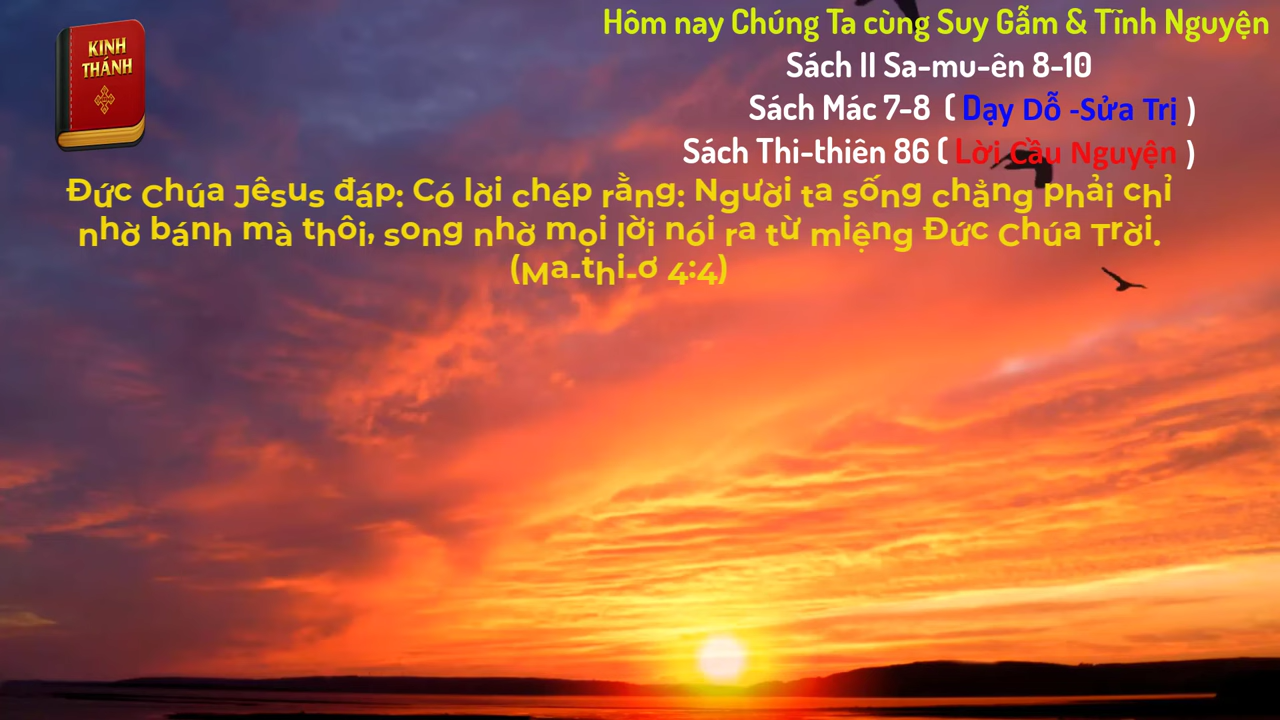 KINH
THÁNH
Hôm nay Chúng Ta cùng Suy Gẫm & Tĩnh Nguyện
Sách II Sa-mu-ên 8-10
Sách Mác 7-8 ( Dạy Dỗ -Sửa Trị )
Sách Thi-thiên 86 ( Lời Cầu Nguyện )
Đức Chúa Jêsus đáp: Có lời chép rằng: Người ta sống chẳng phải chỉ
nhờ bánh mà thôi, song nhờ mọi lời nói ra từ miệng Đức Chúa Trời.
(Ma-thi-ơ 4:4)